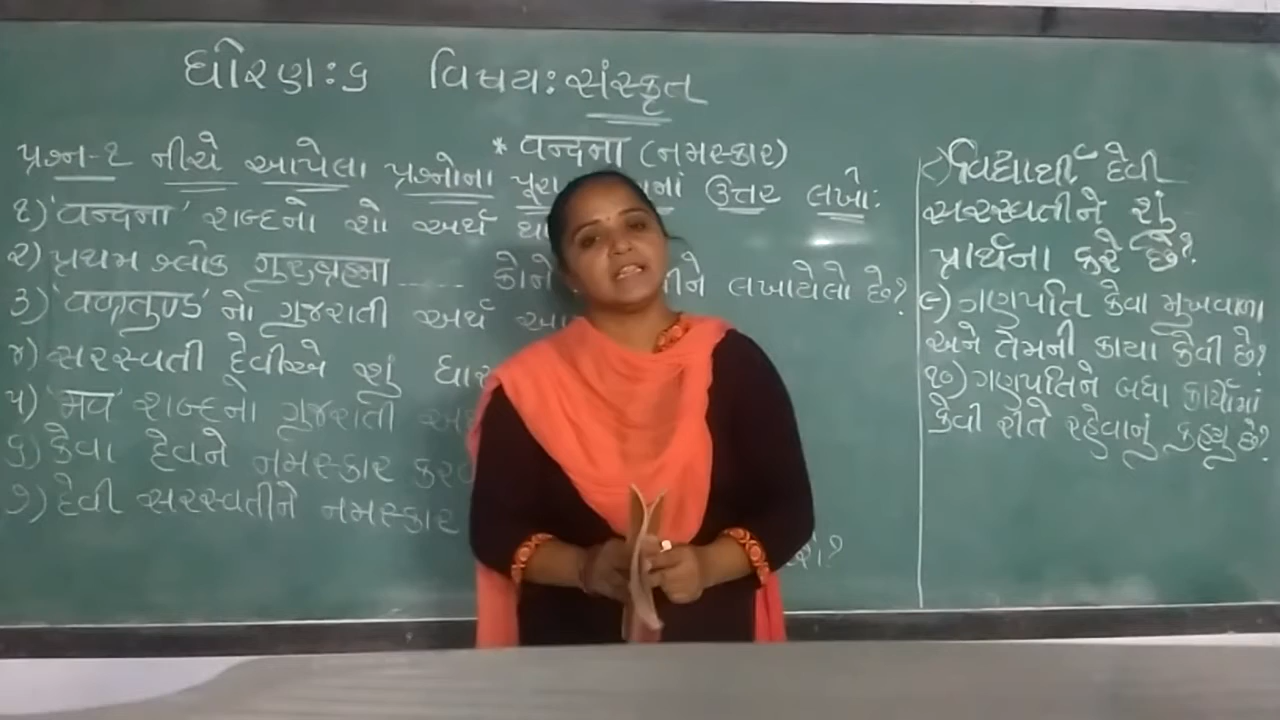 ધોરણ: ૬ વિષય: સંસ્કૃત
* વન્દના (નમસ્કાર)
પ્રશ્ન-૧ નીચે આપેલા પ્રશ્નોના ઉત્તર લખો:
૧) 'વન્દના' શબ્દનો શો અર્થ
૨) પ્રથમ શ્લોક ગુરુબ્રહ્મા ...... લખાયેલો છે?
૩) 'વક્રતુણ્ડ' નો ગુજરાતી અર્થ
૪) સરસ્વતી દેવીએ શું
૫) 'મવ' શબ્દનો ગુજરાતી
૬) કેવા દેવને નમસ્કાર
૭) દેવી સરસ્વતીને નમસ્કાર
૮) વિદ્યાર્થી દેવી
સરસ્વતીને શું
પ્રાર્થના કરે છે?
૯) ગણપતિ કેવા મુખવાળા
અને તેમની કાયા કેવી છે?
૧૦) ગણપતિને બધા કાર્યોમાં
કેવી રીતે રહેવાનું કહ્યું છે?